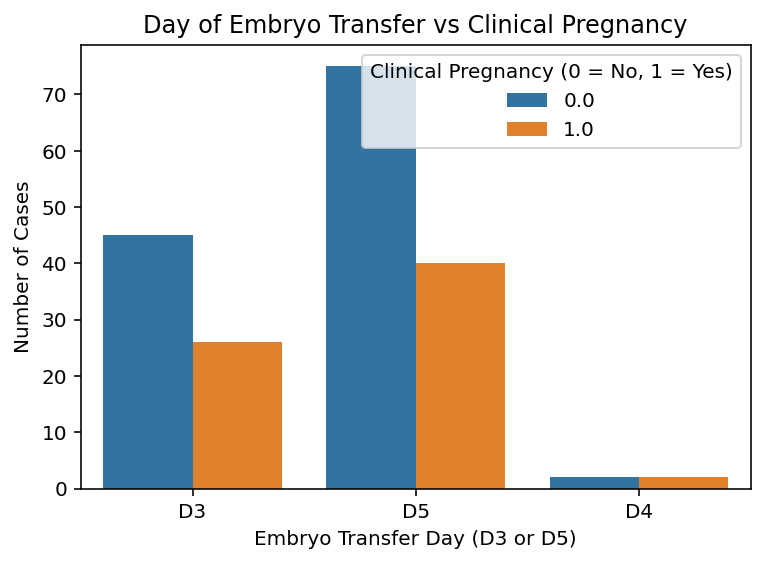 Day of Embryo Transfer vs Clinical Pregnancy
Clinical Pregnancy (0 = No, 1 = Yes)
0.0
1.0
Number of Cases
70
60
50
40
30
20
10
0
D3
D5
D4
Embryo Transfer Day (D3 or D5)